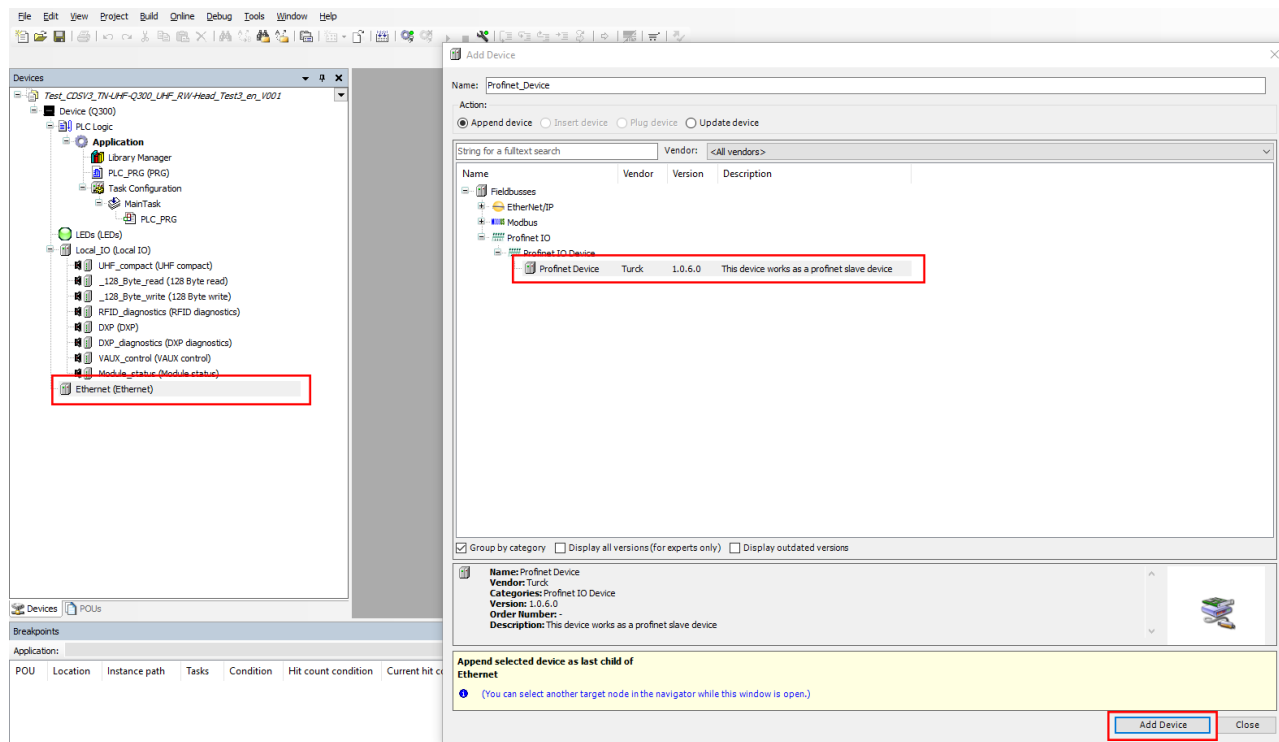 File Edit View Project Build Online Debug Tools Window Help
Devices
Test_CDSV3_TN-UHF-Q300_UHF_RW-Head_Test3_en_V001
Device (Q300)
PLC Logic
Application
Library Manager
PLC_PRG (PRG)
Task Configuration
MainTask
PLC_PRG
LEDs (LEDs)
Local_IO (Local IO)
UHF_compact (UHF compact)
_128_Byte_read (128 Byte read)
_128_Byte_write (128 Byte write)
RFID_diagnostics (RFID diagnostics)
DXP (DXP)
DXP_diagnostics (DXP diagnostics)
VAUX_control (VAUX control)
Module_status (Module status)
Ethernet (Ethernet)
Devices POUs
Breakpoints
Application:
POU Location Instance path Tasks Condition Hit count condition Current hit c
Add Device
Name: Profinet_Device
Action:
Append device Insert device Plug device Update device
String for a fulltext search Vendor: <All vendors>
Name Vendor Version Description
Fieldbusses
EtherNet/IP
Modbus
Profinet IO
Profinet IO Device
Profinet Device Turck 1.0.6.0 This device works as a profinet slave device
Group by category Display all versions (for experts only) Display outdated versions
Name: Profinet Device
Vendor: Turck
Categories: Profinet IO Device
Version: 1.0.6.0
Order Number: -
Description: This device works as a profinet slave device
Append selected device as last child of
Ethernet
(You can select another target node in the navigator while this window is open.)
Add Device Close